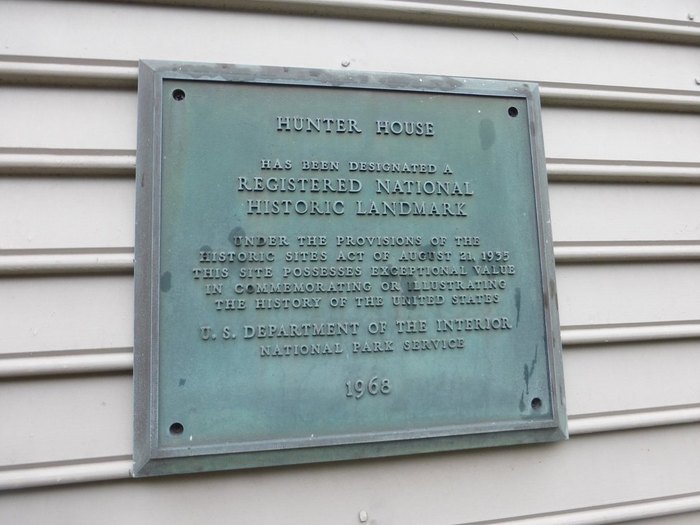 HUNTER HOUSE
HAS BEEN DESIGNATED A
REGISTERED NATIONAL
HISTORIC LANDMARK
UNDER THE PROVISIONS OF THE
HISTORIC SITES ACT OF AUGUST 21, 1935
THIS SITE POSSESSES EXCEPTIONAL VALUE
IN COMMEMORATING OR ILLUSTRATING
THE HISTORY OF THE UNITED STATES
U. S. DEPARTMENT OF THE INTERIOR
NATIONAL PARK SERVICE
1968